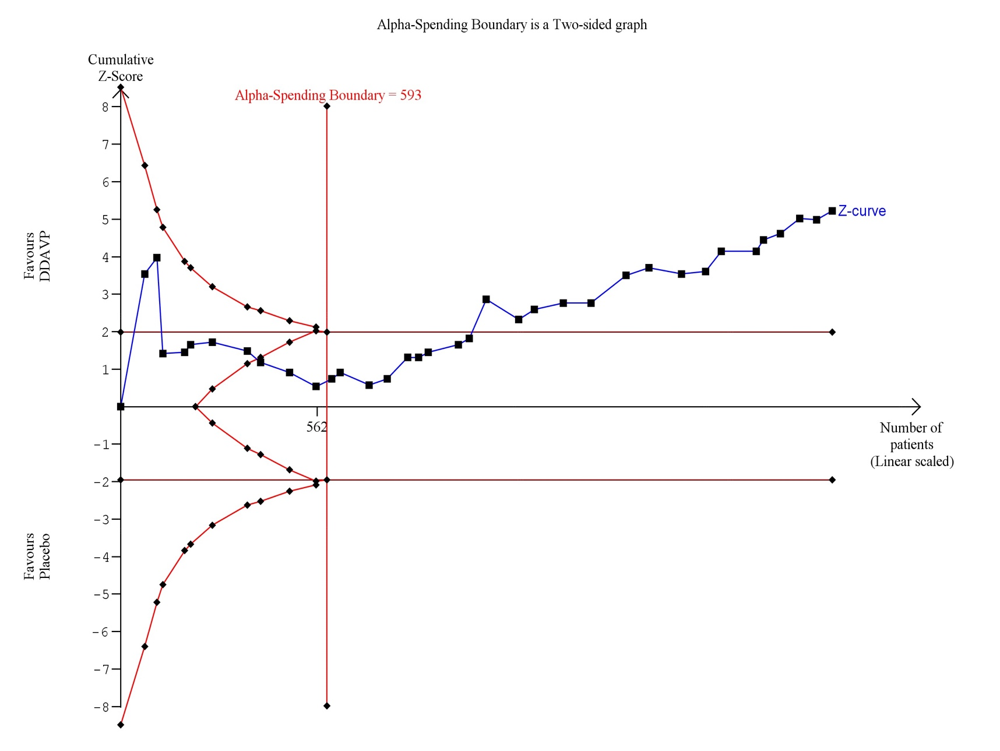 Alpha-Spending Boundary is a Two-sided graph
Cumulative
Z-Score
Alpha-Spending Boundary = 593
8
7
6
5
4
3
2
1
-1
-2
-3
-4
-5
-6
-7
-8
Favours
DDAVP
Favours
Placebo
Z-curve
562
Number of
patients
(Linear scaled)